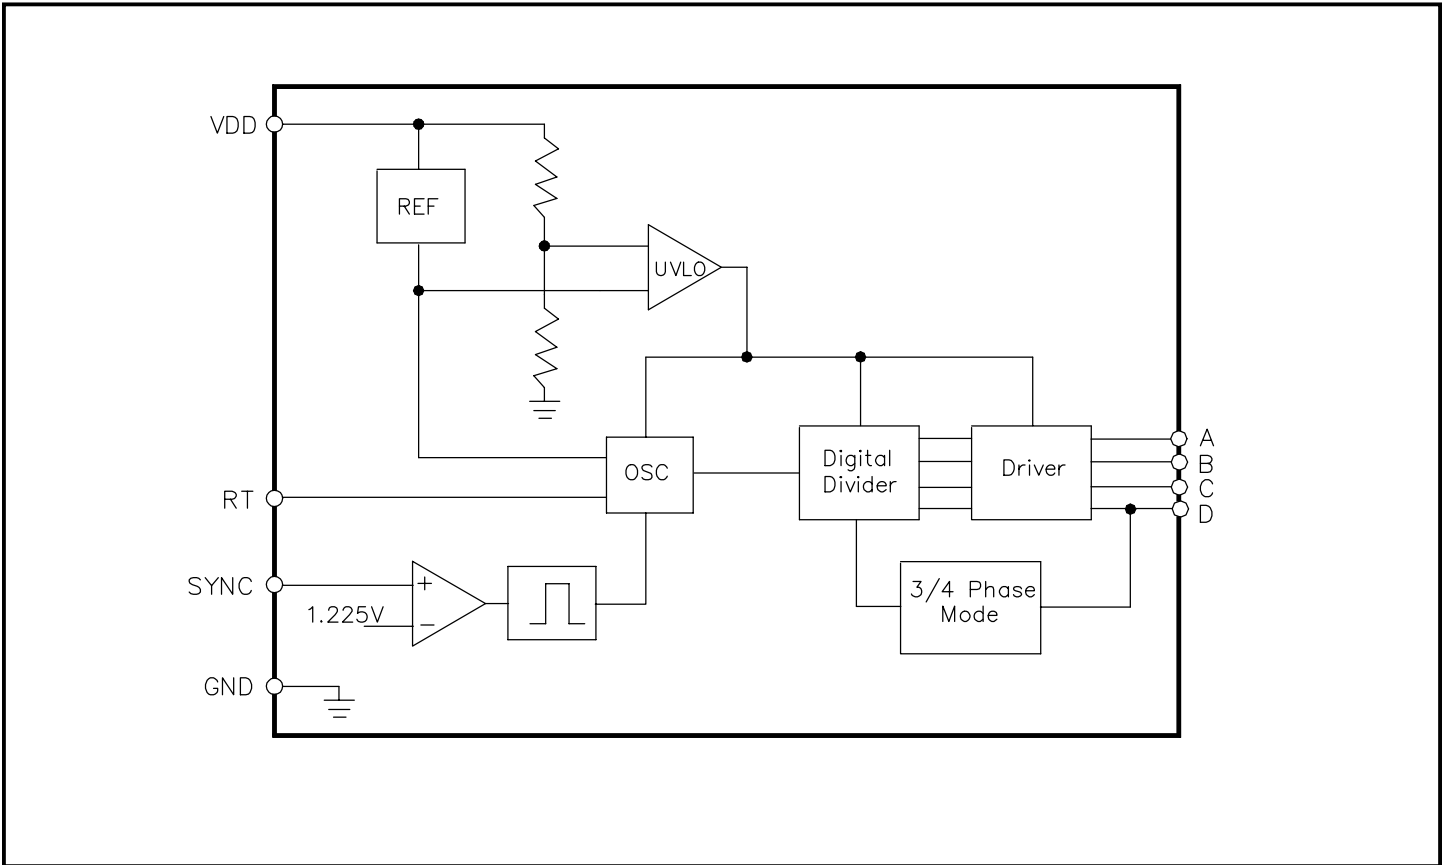 VDD
REF
UVLO
OSC
Digital
Divider
Driver
A
B
C
D
RT
SYNC
+
1.225V
−
3/4 Phase
Mode
GND